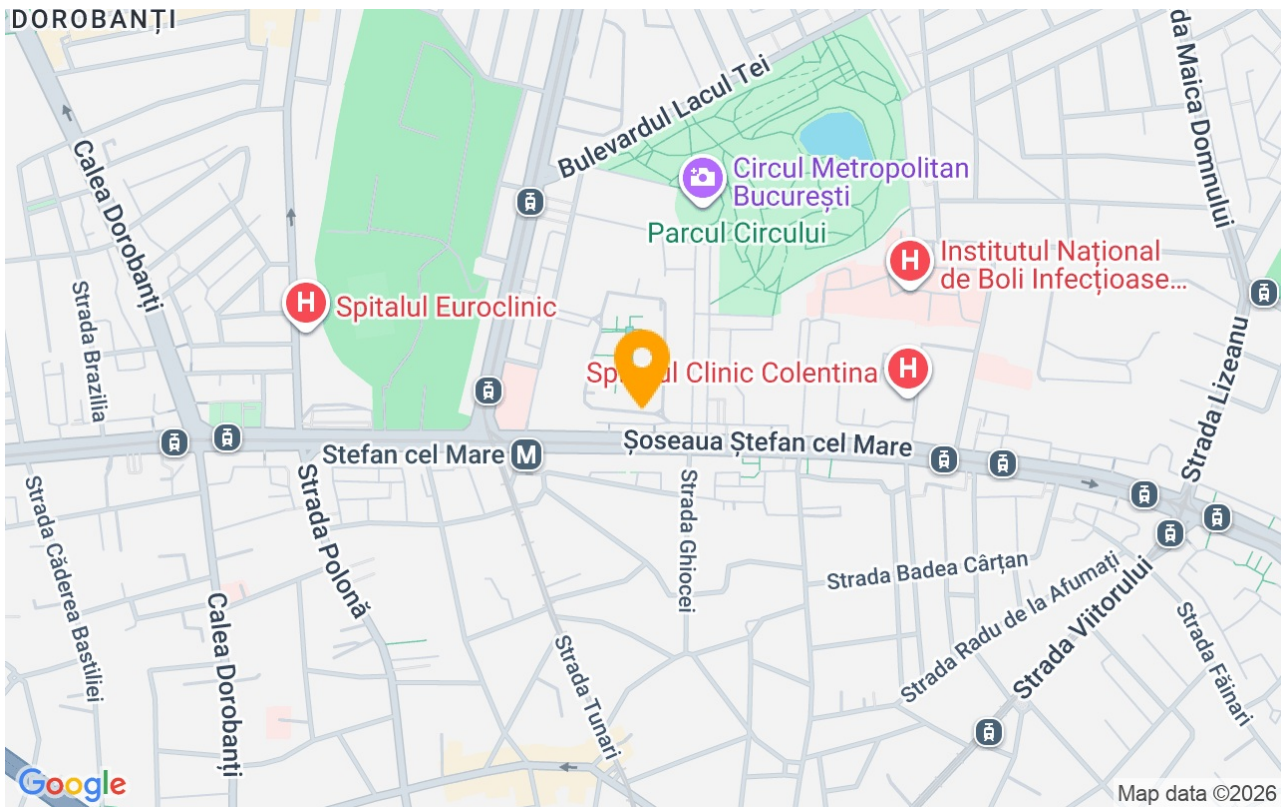 DOROBANȚI
Calea Dorobanți
Strada Brazilia
Bulevardul Lacul Tei
Circul Metropolitan
București
Parcul Circului
da Maica Domnului
H
Institutul Național
de Boli Infecțioase...
H
Spitalul Euroclinic
Clinic Colentina
H
Strada Lizeanu
Stefan cel Mare
M
Șoseaua Ștefan cel Mare
Strada Căderea Bastiliei
Strada Polonă
Strada Ghiocei
Strada Badea Cârțan
Strada Radu de la Afumați
Strada Viitorului
Strada Făinari
Calea Dorobanți
Strada Tunari
Google
Map data ©2026